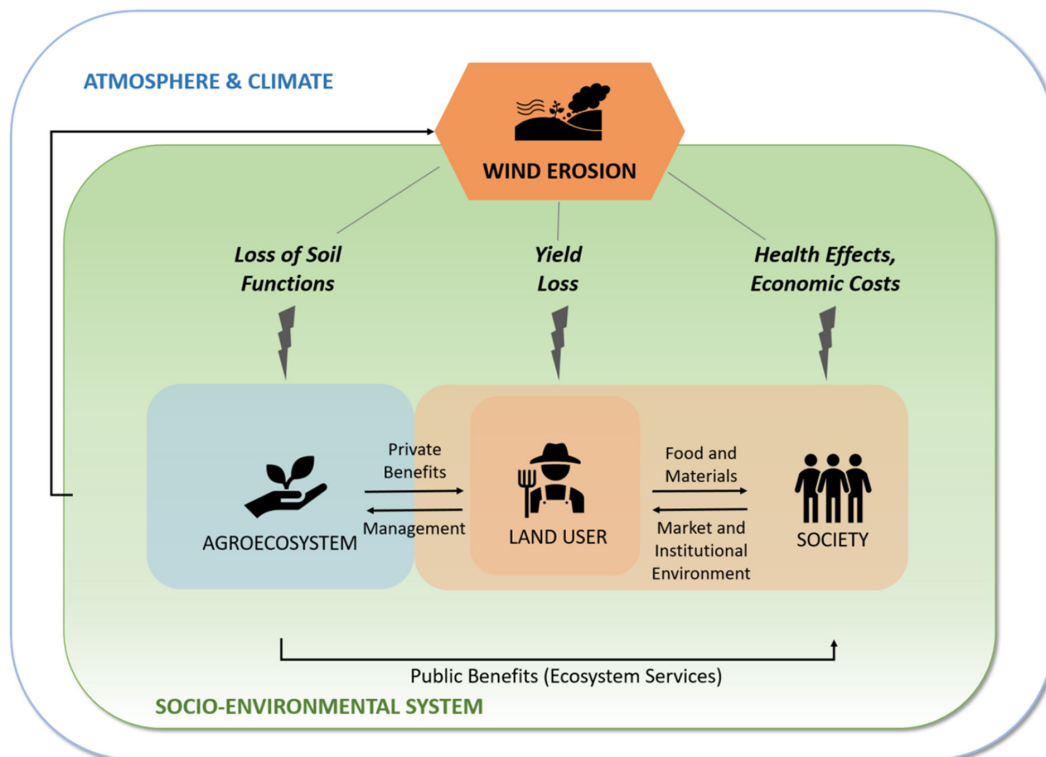 ATMOSPHERE & CLIMATE
WIND EROSION
Loss of Soil
Functions
Yield
Loss
Health Effects,
Economic Costs
Private
Benefits
Management
AGROECOSYSTEM
LAND USER
Food and
Materials
Market and
Institutional
Environment
SOCIETY
Public Benefits (Ecosystem Services)
SOCIO-ENVIRONMENTAL SYSTEM